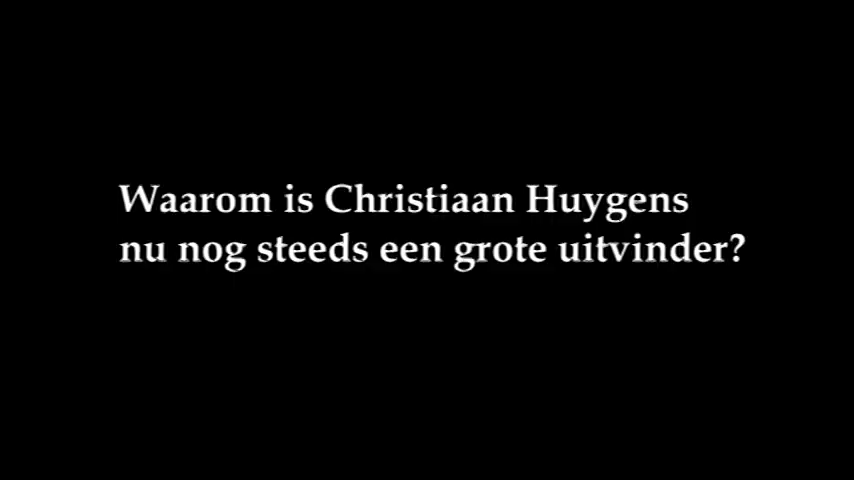 Waarom is Christiaan Huygens
nu nog steeds een grote uitvinder?